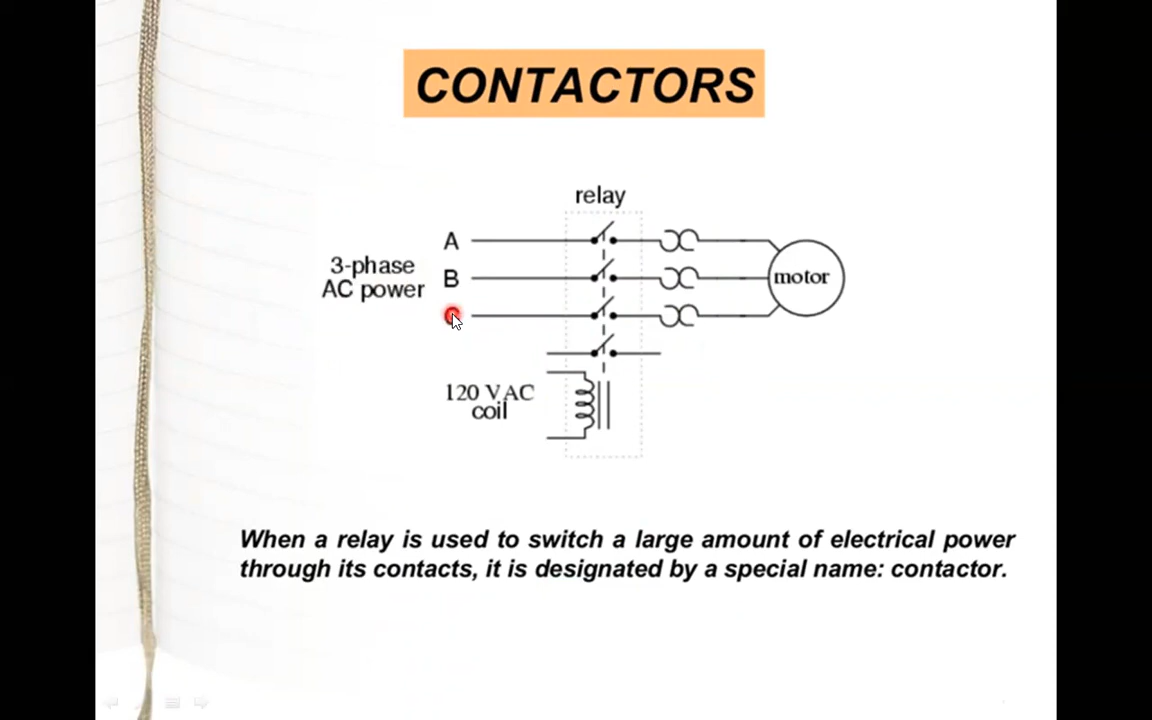 CONTACTORS
relay
A
3-phase
AC power
B
motor
120 VAC
coil
When a relay is used to switch a large amount of electrical power
through its contacts, it is designated by a special name: contactor.